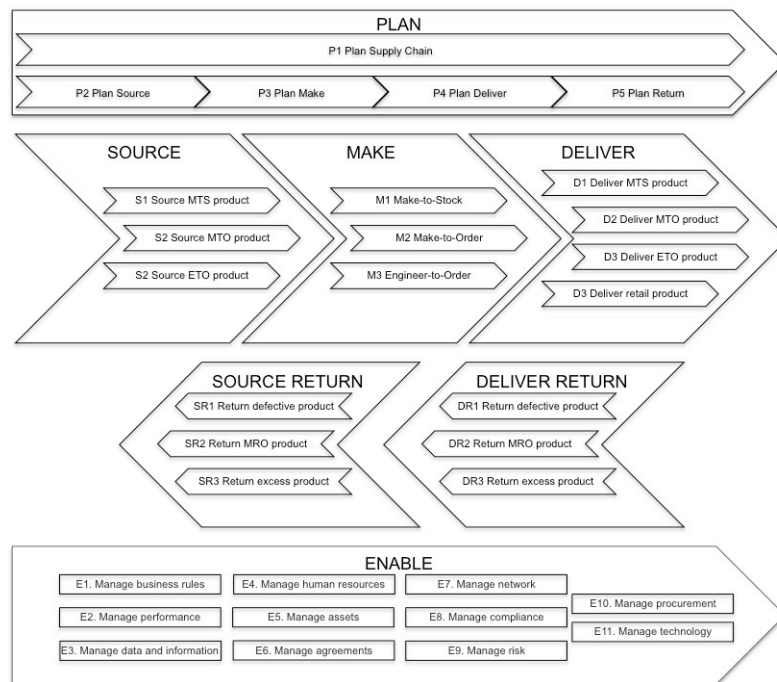 PLAN
P1 Plan Supply Chain
P2 Plan Source
P3 Plan Make
P4 Plan Deliver
P5 Plan Return
SOURCE
S1 Source MTS product
S2 Source MTO product
S2 Source ETO product
MAKE
M1 Make-to-Stock
M2 Make-to-Order
M3 Engineer-to-Order
DELIVER
D1 Deliver MTS product
D2 Deliver MTO product
D3 Deliver ETO product
D3 Deliver retail product
SOURCE RETURN
SR1 Return defective product
SR2 Return MRO product
SR3 Return excess product
DELIVER RETURN
DR1 Return defective product
DR2 Return MRO product
DR3 Return excess product
ENABLE
E1. Manage business rules
E2. Manage performance
E3. Manage data and information
E4. Manage human resources
E5. Manage assets
E6. Manage agreements
E7. Manage network
E8. Manage compliance
E9. Manage risk
E10. Manage procurement
E11. Manage technology